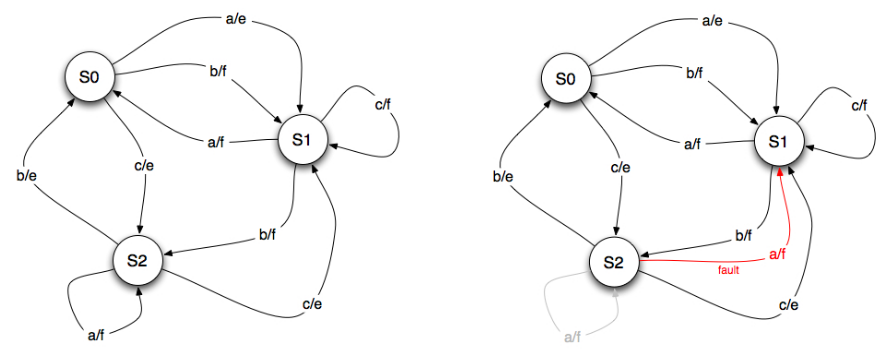 a/e
S0
b/f
c/f
a/f
S1
c/e
b/e
b/f
S2
c/e
a/f
a/e
S0
b/f
c/f
a/f
S1
c/e
b/e
b/f
a/f
S2
fault
c/e
a/f